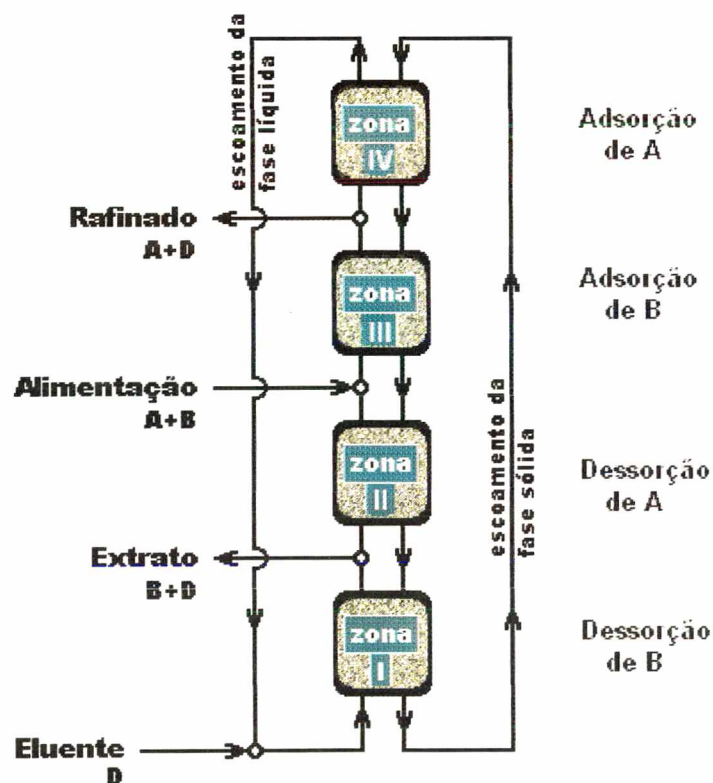 escoamento da
fase líquida
zona
IV
Adsorção
de A
Rafinado
A+D
zona
III
Adsorção
de B
Alimentação
A+B
zona
II
Dessorção
de A
escoamento da
fase sólida
Extrato
B+D
zona
I
Dessorção
de B
Eluente
D